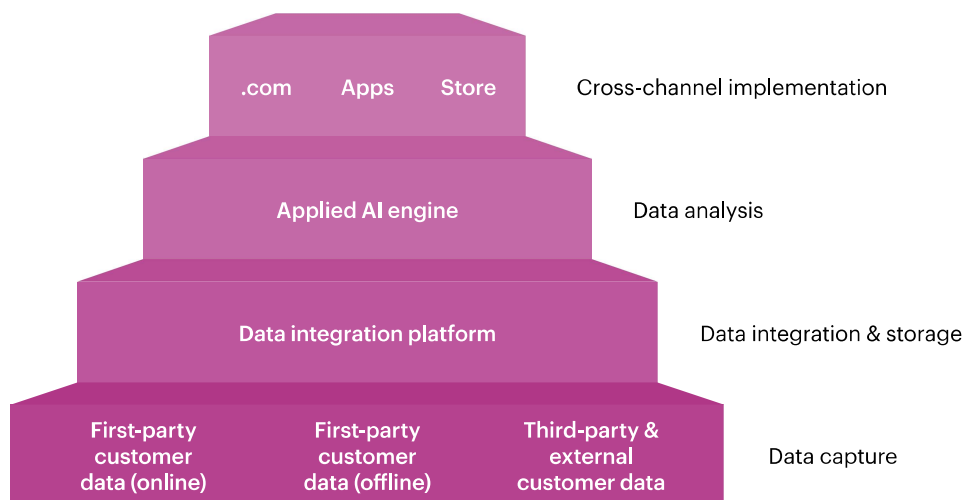 .com Apps Store
Cross-channel implementation
Applied AI engine
Data analysis
Data integration platform
Data integration & storage
First-party
customer
data (online)
First-party
customer
data (offline)
Third-party &
external
customer data
Data capture